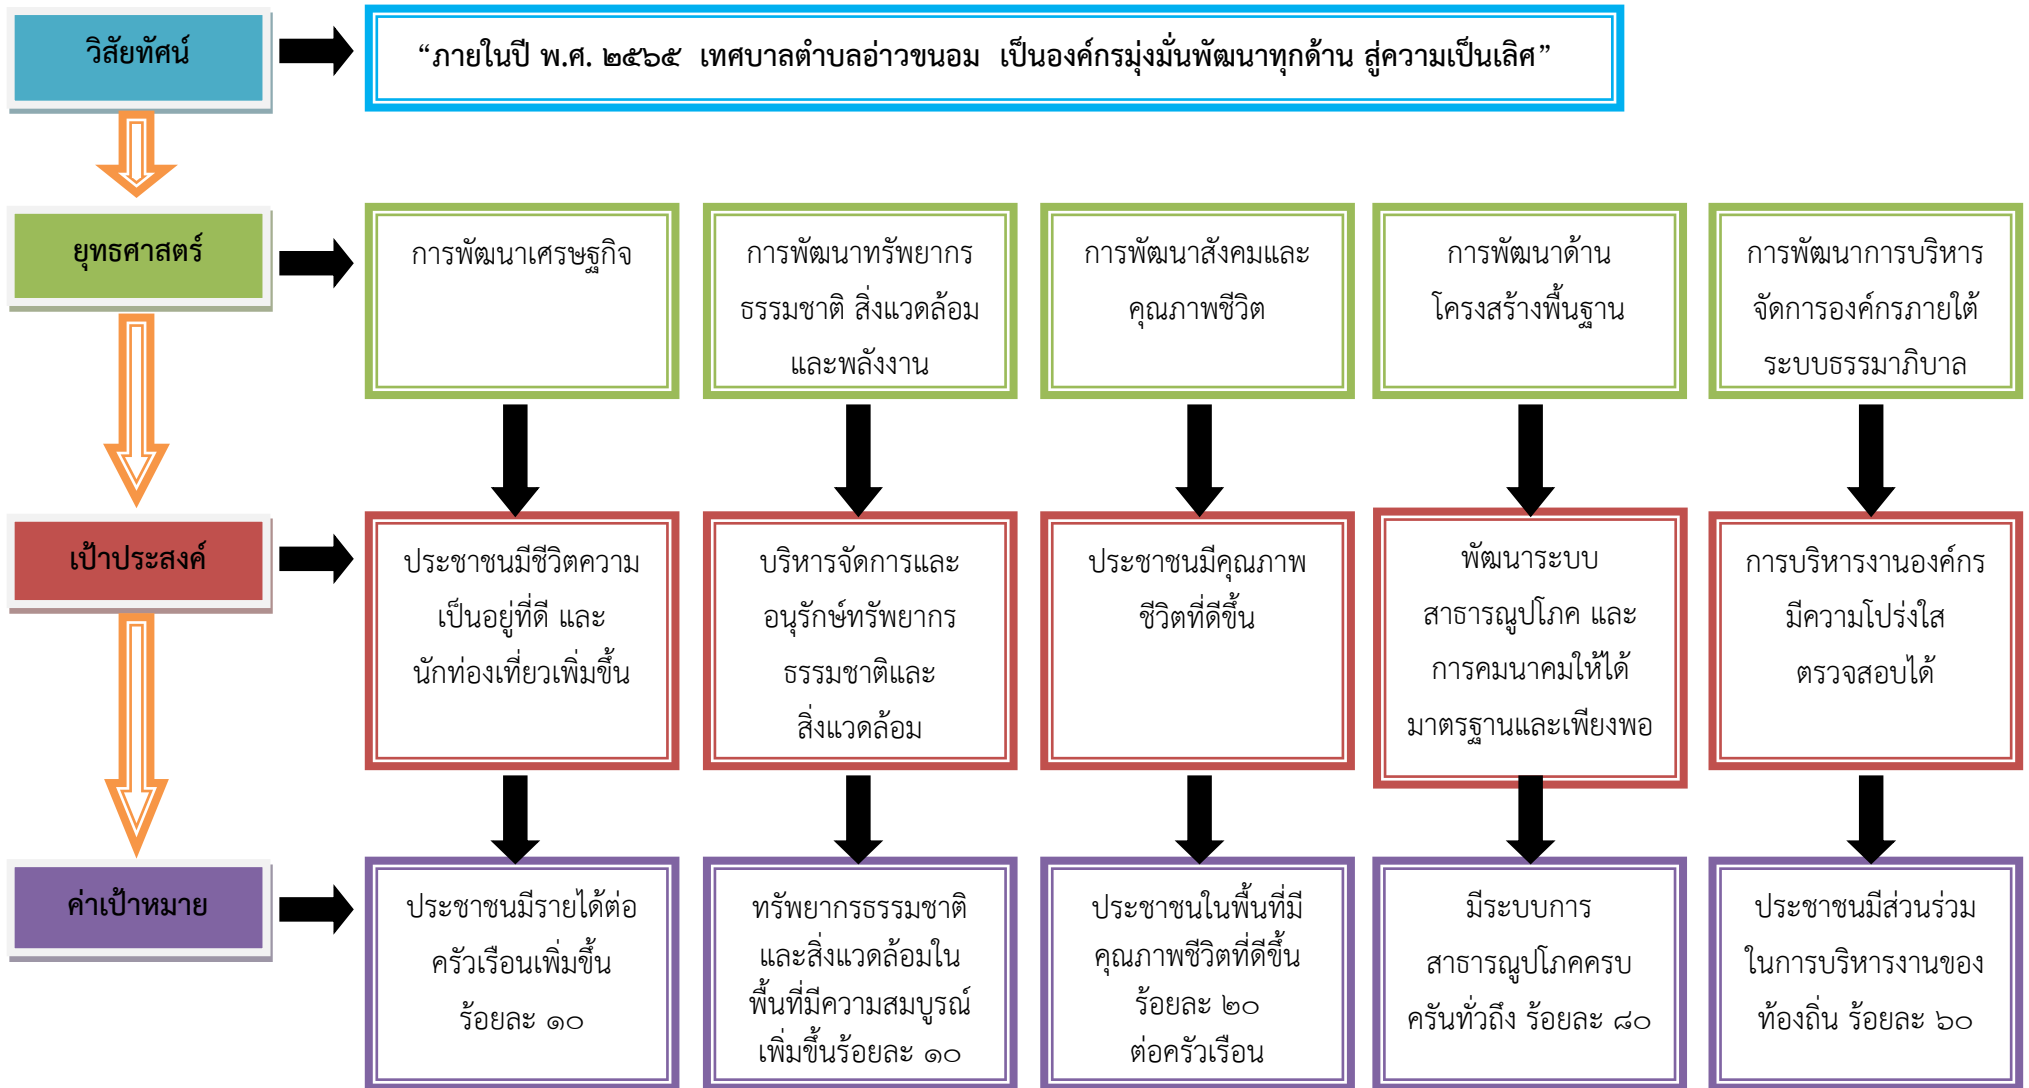 วิสัยทัศน์
“ภายในปี พ.ศ. ๒๕๖๕ เทศบาลตำบลอ่าวขนอม เป็นองค์กรมุ่งมั่นพัฒนาทุกด้าน สู่ความเป็นเลิศ”
ยุทธศาสตร์
การพัฒนาเศรษฐกิจ
การพัฒนาทรัพยากร
ธรรมชาติ สิ่งแวดล้อม
และพลังงาน
การพัฒนาสังคมและ
คุณภาพชีวิต
การพัฒนาด้าน
โครงสร้างพื้นฐาน
การพัฒนาการบริหาร
จัดการองค์กรภายใต้
ระบบธรรมาภิบาล
เป้าประสงค์
ประชาชนมีชีวิตความ
เป็นอยู่ที่ดี และ
นักท่องเที่ยวเพิ่มขึ้น
บริหารจัดการและ
อนุรักษ์ทรัพยากร
ธรรมชาติและ
สิ่งแวดล้อม
ประชาชนมีคุณภาพ
ชีวิตที่ดีขึ้น
พัฒนาระบบ
สาธารณูปโภค และ
การคมนาคมให้ได้
มาตรฐานและเพียงพอ
การบริหารงานองค์กร
มีความโปร่งใส
ตรวจสอบได้
ค่าเป้าหมาย
ประชาชนมีรายได้ต่อ
ครัวเรือนเพิ่มขึ้น
ร้อยละ ๑๐
ทรัพยากรธรรมชาติ
และสิ่งแวดล้อมใน
พื้นที่มีความสมบูรณ์
เพิ่มขึ้นร้อยละ ๑๐
ประชาชนในพื้นที่มี
คุณภาพชีวิตที่ดีขึ้น
ร้อยละ ๒๐
ต่อครัวเรือน
มีระบบการ
สาธารณูปโภคครบ
ครันทั่วถึง ร้อยละ ๘๐
ประชาชนมีส่วนร่วม
ในการบริหารงานของ
ท้องถิ่น ร้อยละ ๖๐